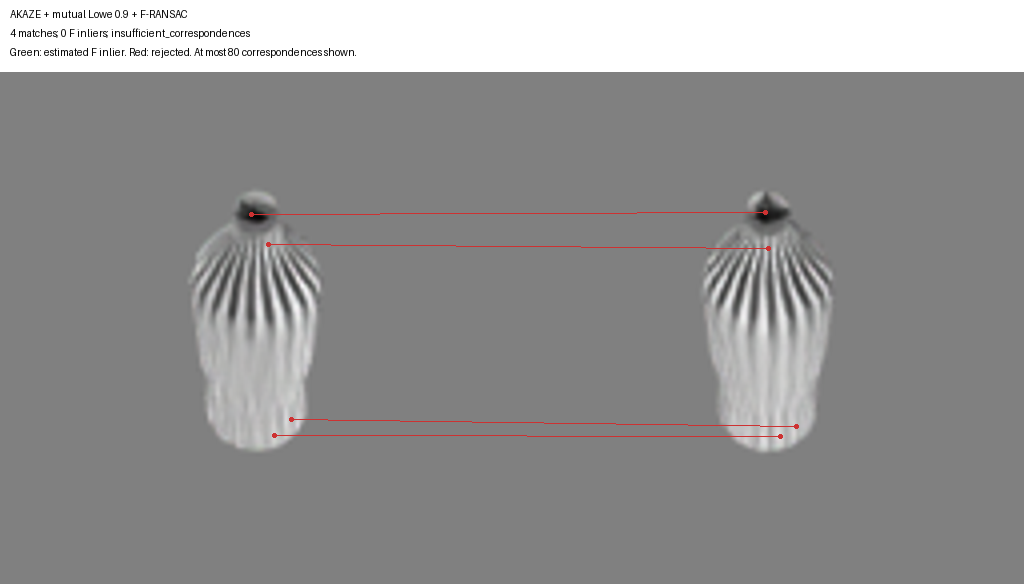 AKAZE + mutual Lowe 0.9 + F-RANSAC
4 matches; 0 F inliers; insufficient_correspondences
Green: estimated F inlier. Red: rejected. At most 80 correspondences shown.